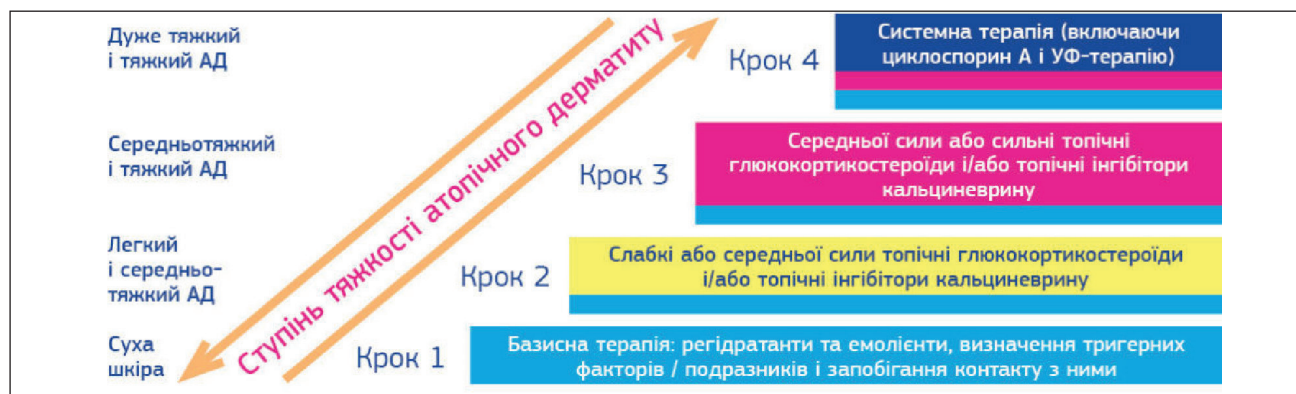 Дуже тяжкий
і тяжкий АД
Крок 4
Системна терапія (включаючи
циклоспорин А і УФ-терапію)
Середньотяжкий
і тяжкий АД
Крок 3
Середньої сили або сильні топічні
глюкокортикостероїди і/або топічні інгібітори
кальциневрину
Ступінь тяжкості атопічного дерматиту
Легкий
і середньо-
тяжкий АД
Крок 2
Слабкі або середньої сили топічні глюкокортикостероїди
і/або топічні інгібітори кальциневрину
Суха
шкіра
Крок 1
Базисна терапія: регідратанти та емолієнти, визначення тригерних
факторів / подразників і запобігання контакту з ними